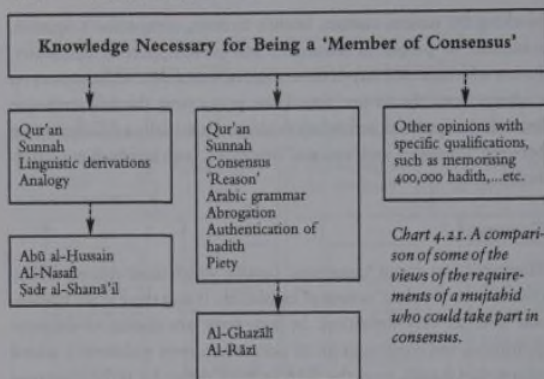 Knowledge Necessary for Being a 'Member of Consensus'
Qur'an
Sunnah
Linguistic derivations
Analogy
Abū al-Hussain
Al-Nasafī
Ṣadr al-Shamā'il
Qur'an
Sunnah
Consensus
'Reason'
Arabic grammar
Abrogation
Authentication of
hadith
Piety
Al-Ghazālī
Al-Rāzī
Other opinions with
specific qualifications,
such as memorising
400,000 hadith,...etc.
Chart 4.21. A compari-
son of some of the
views of the require-
ments of a mujtahid
who could take part in
consensus.